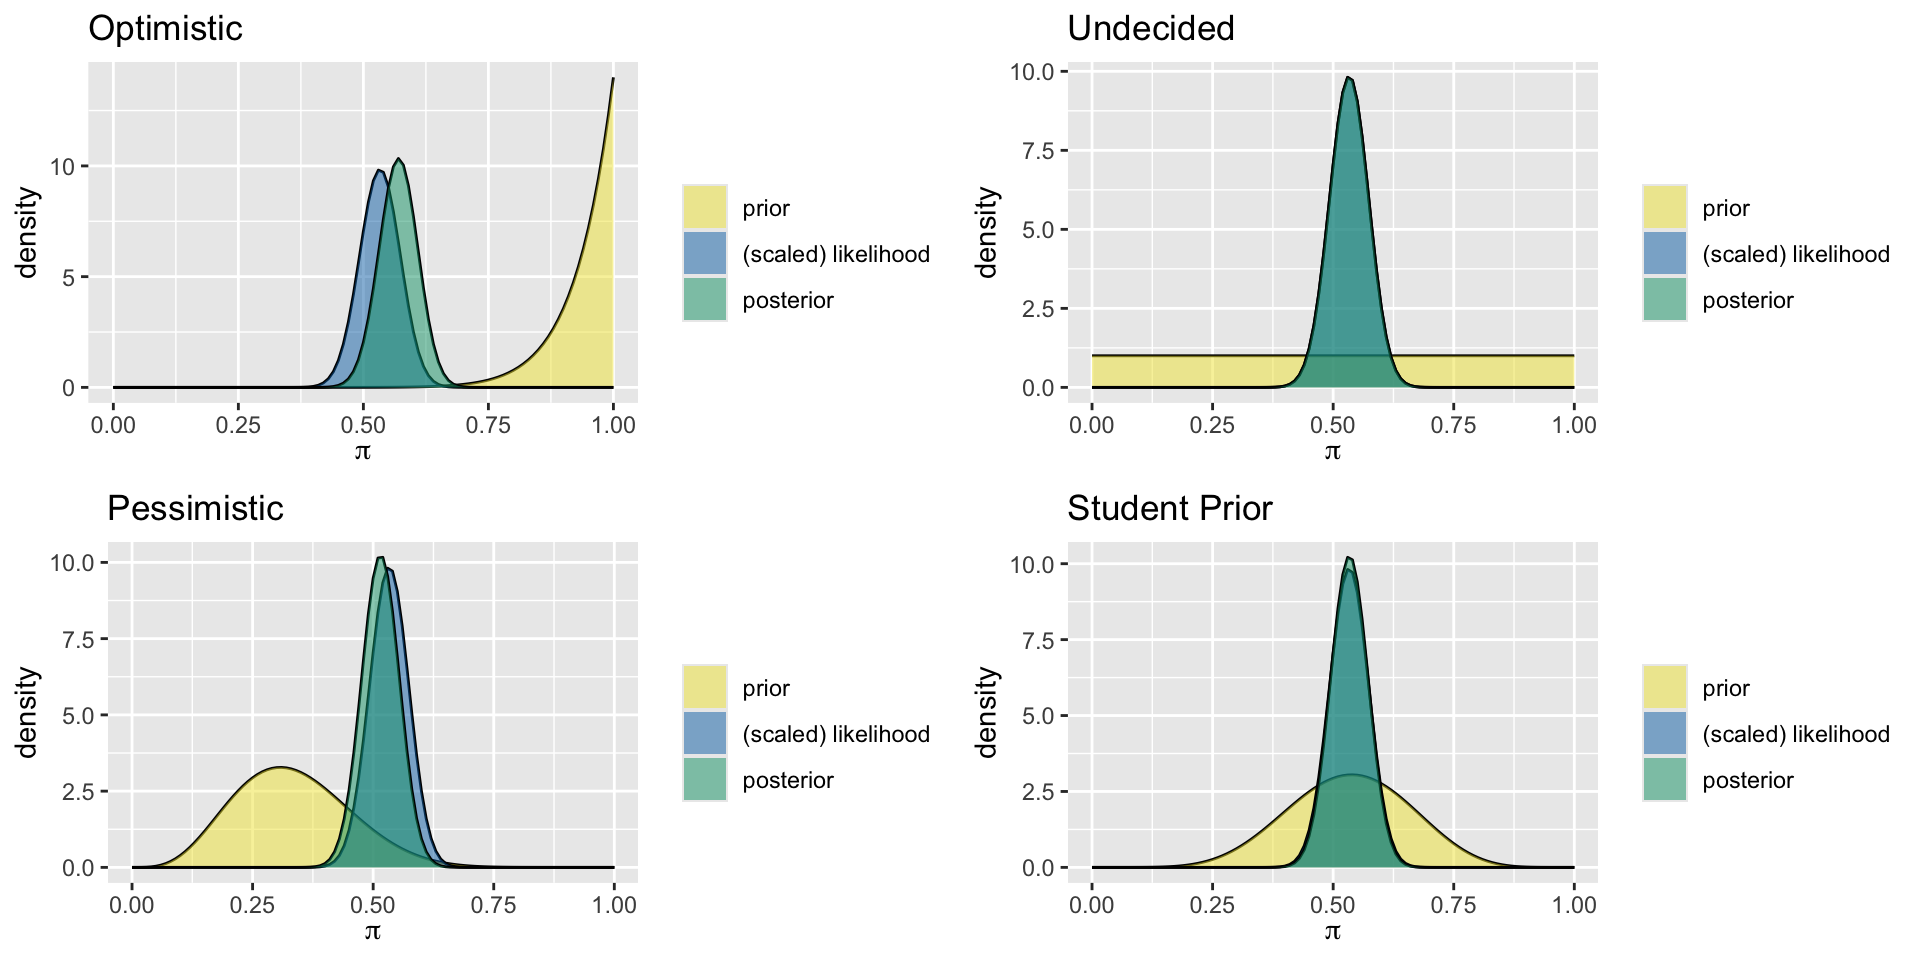 Optimistic
density
10
5
0
0.00 0.25 0.50 0.75 1.00
π
prior
(scaled) likelihood
posterior
Undecided
density
10.0
7.5
5.0
2.5
0.0
0.00 0.25 0.50 0.75 1.00
π
prior
(scaled) likelihood
posterior
Pessimistic
density
10.0
7.5
5.0
2.5
0.0
0.00 0.25 0.50 0.75 1.00
π
prior
(scaled) likelihood
posterior
Student Prior
density
10.0
7.5
5.0
2.5
0.0
0.00 0.25 0.50 0.75 1.00
π
prior
(scaled) likelihood
posterior